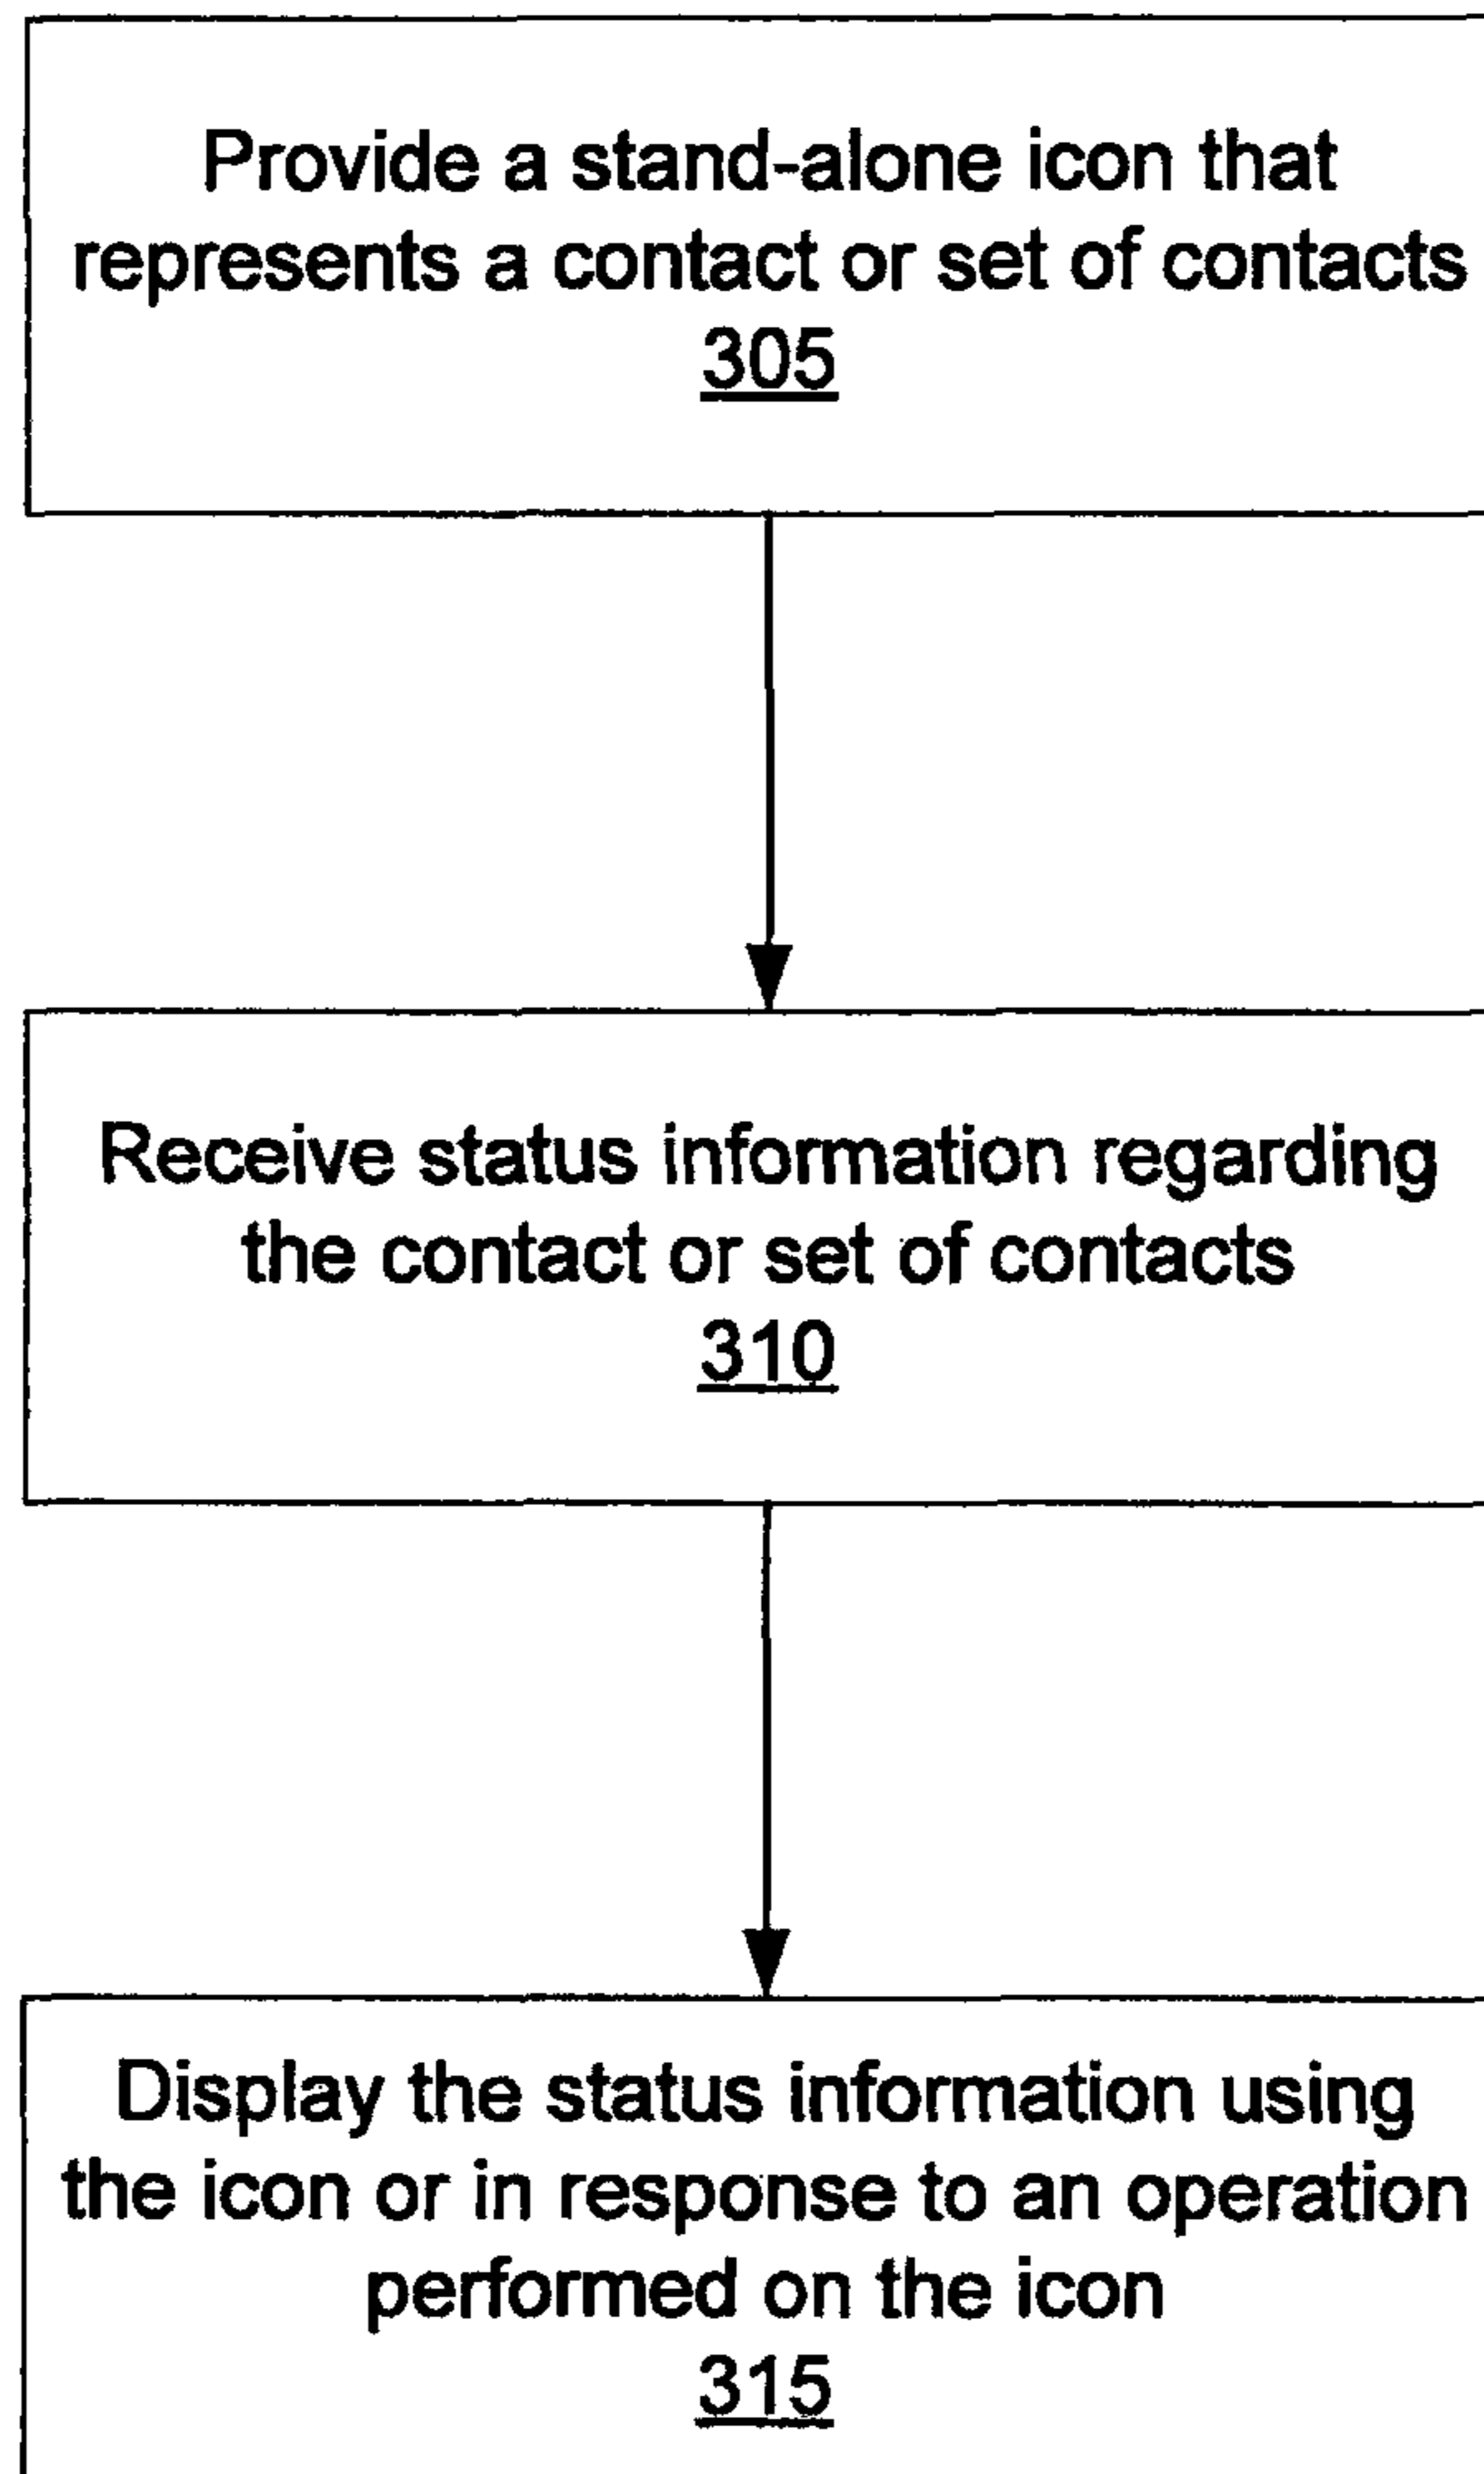 Provide a stand-alone icon that
represents a contact or set of contacts
305
Receive status information regarding
the contact or set of contacts
310
Display the status information using
the icon or in response to an operation
performed on the icon
315